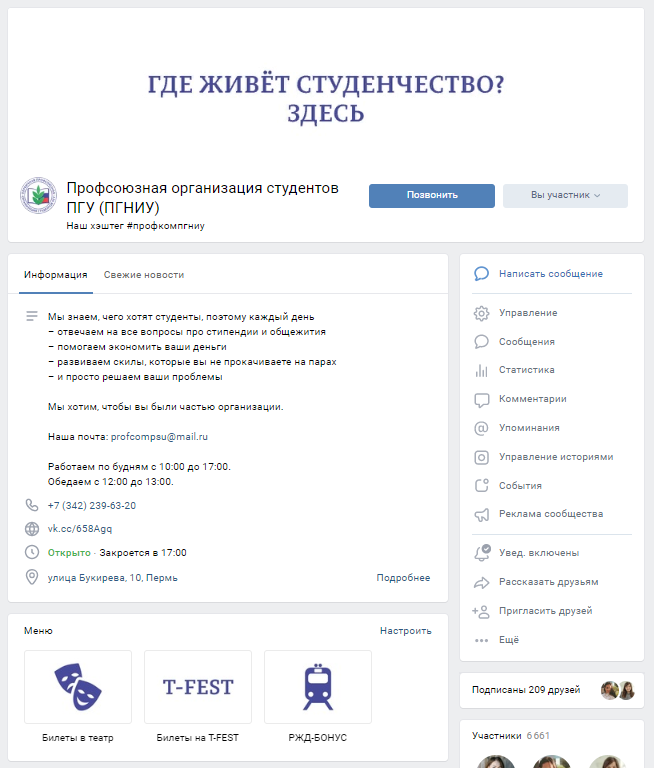 ГДЕ ЖИВЁТ СТУДЕНЧЕСТВО?
ЗДЕСЬ
Профсоюзная организация студентов
ПГУ (ПГНИУ)
Наш хэштег #профкомпгниу
Позвонить
Вы участник
Информация
Свежие новости
Мы знаем, чего хотят студенты, поэтому каждый день
– отвечаем на все вопросы про стипендии и общежития
– помогаем экономить ваши деньги
– развиваем скилы, которые вы не прокачиваете на парах
– и просто решаем ваши проблемы
Мы хотим, чтобы вы были частью организации.
Наша почта: profcompsu@mail.ru
Работаем по будням с 10:00 до 17:00.
Обедаем с 12:00 до 13:00.
+7 (342) 239-63-20
vk.cc/658Agq
Открыто · Закроется в 17:00
улица Букирева, 10, Пермь
Подробнее
Меню
Настроить
T-FEST
Билеты в театр
Билеты на T-FEST
РЖД-БОНУС
Написать сообщение
Управление
Сообщения
Статистика
Комментарии
Упоминания
Управление историями
События
Реклама сообщества
Увед. включены
Рассказать друзьям
Пригласить друзей
Ещё
Подписаны 209 друзей
Участники 6 661